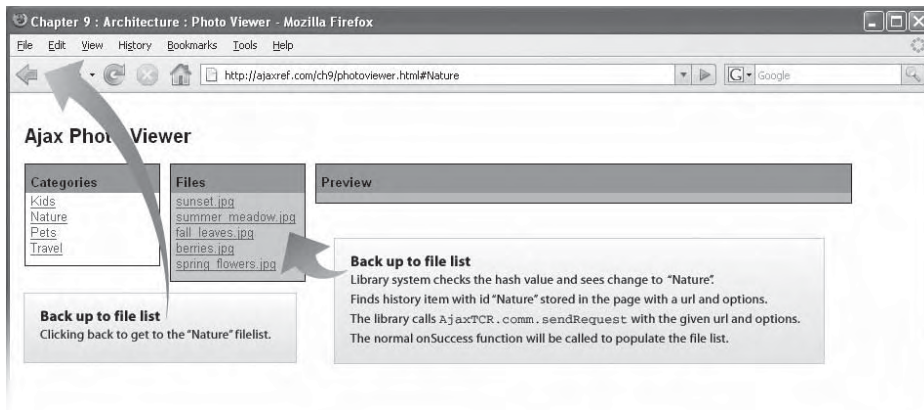 Chapter 9 : Architecture : Photo Viewer - Mozilla Firefox
File Edit View History Bookmarks Tools Help
http://ajaxref.com/ch9/photoviewer.html#Nature
G Google
Ajax Photo Viewer
Categories
Kids
Nature
Pets
Travel
Files
sunset.jpg
summer_meadow.jpg
fall_leaves.jpg
berries.jpg
spring_flowers.jpg
Preview
Back up to file list
Clicking back to get to the “Nature” filelist.
Back up to file list
Library system checks the hash value and sees change to “Nature”.
Finds history item with id “Nature” stored in the page with a url and options.
The library calls AjaxTCR.comm.sendRequest with the given url and options.
The normal onSuccess function will be called to populate the file list.